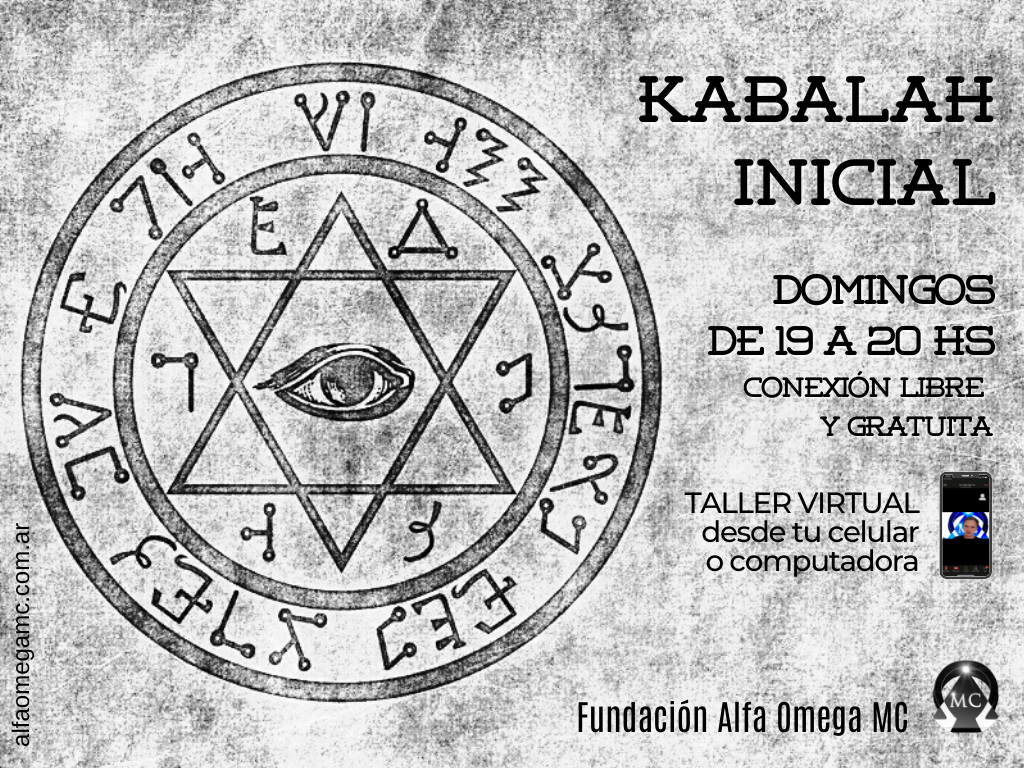 KABALAH
INICIAL
DOMINGOS
DE 19 A 20 HS
CONEXIÓN LIBRE
Y GRATUITA
TALLER VIRTUAL
desde tu celular
o computadora
Fundación Alfa Omega MC
MC
alfaomegamc.com.ar